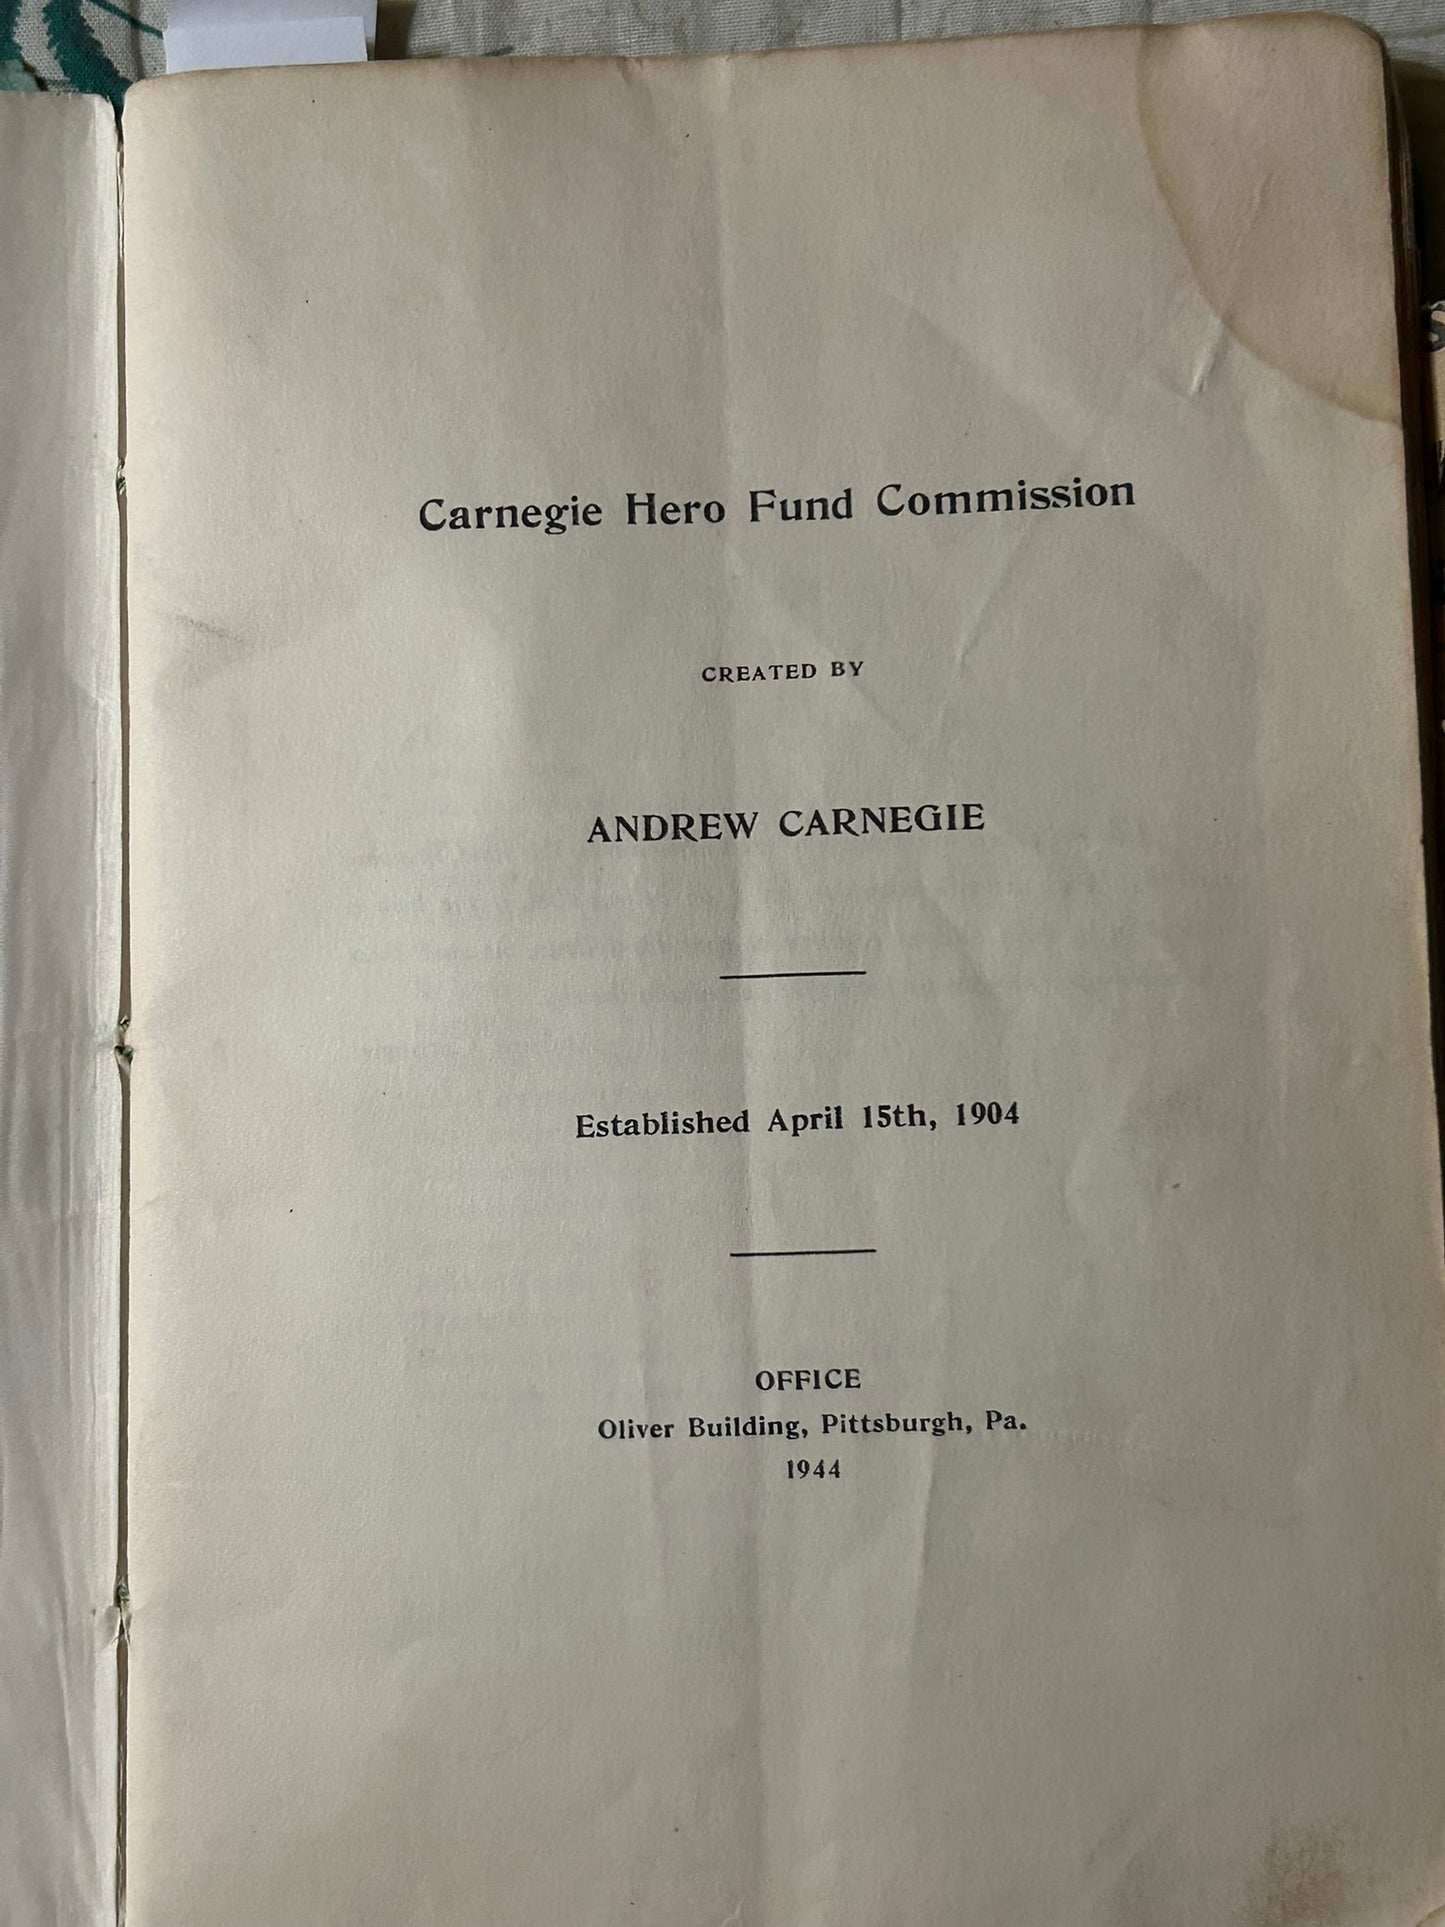 Carnegie Hero Fund Commission
CREATED BY
ANDREW CARNEGIE
Established April 15th, 1904
OFFICE
Oliver Building, Pittsburgh, Pa.
1944